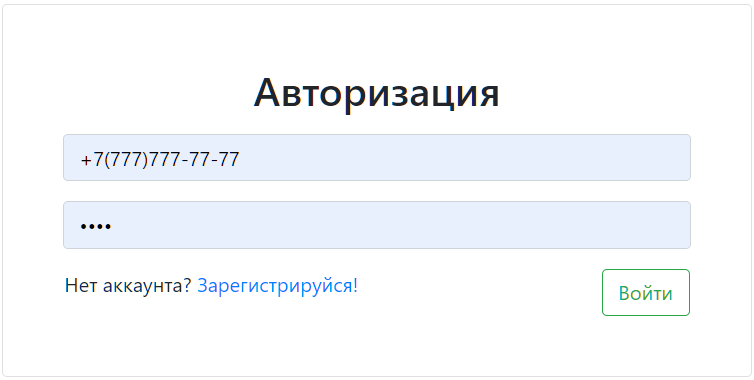 Авторизация
+7(777)777-77-77
••••
Нет аккаунта? Зарегистрируйся!
Войти